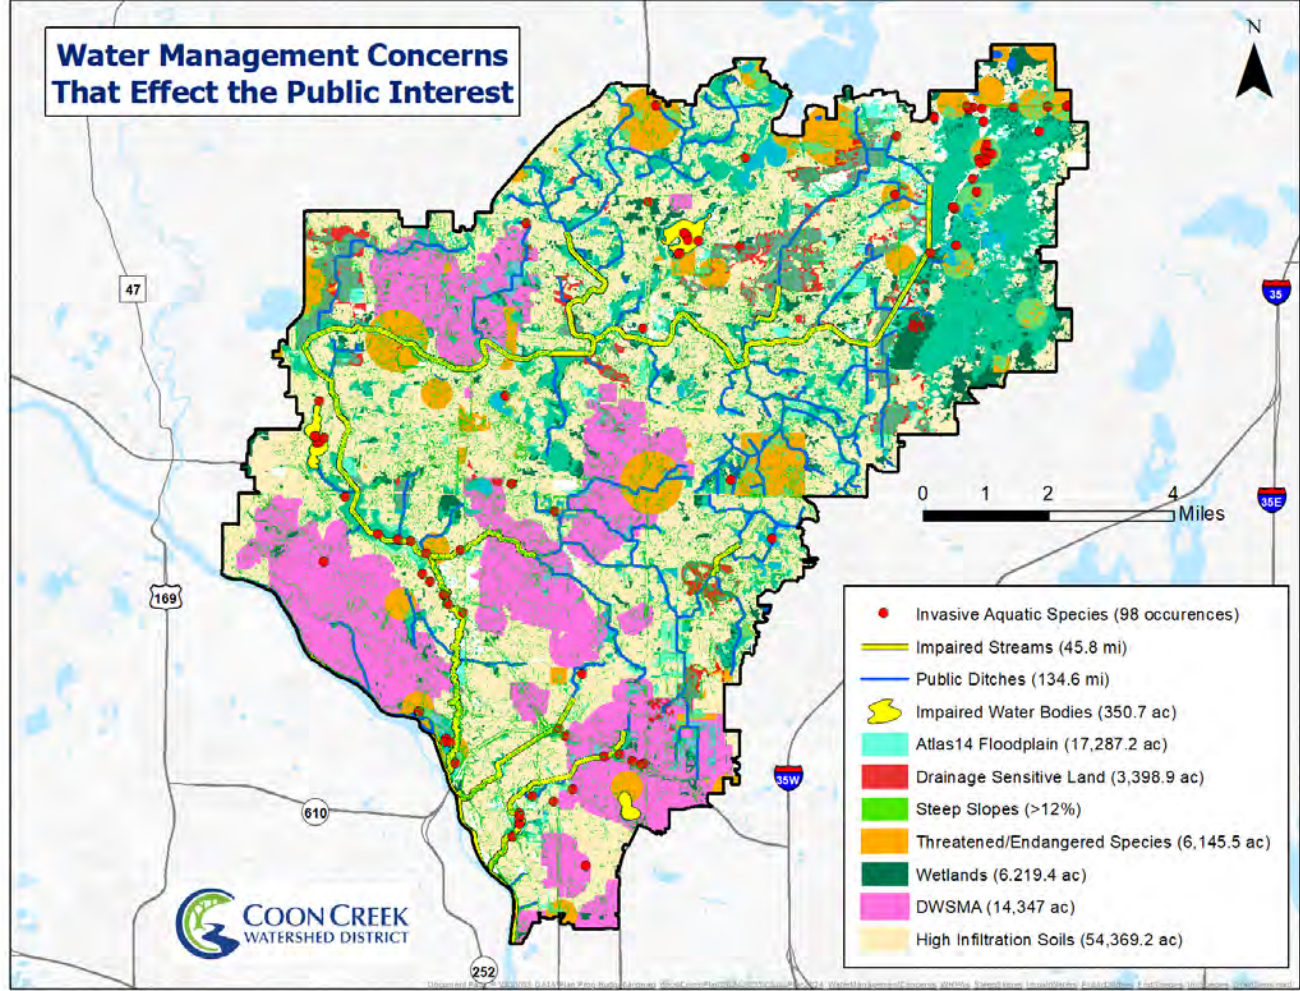 Water Management Concerns
That Effect the Public Interest
N
47
35
35E
0 1 2 4
Miles
169
Invasive Aquatic Species (98 occurences)
Impaired Streams (45.8 mi)
Public Ditches (134.6 mi)
Impaired Water Bodies (350.7 ac)
Atlas14 Floodplain (17,287.2 ac)
Drainage Sensitive Land (3,398.9 ac)
Steep Slopes (>12%)
Threatened/Endangered Species (6,145.5 ac)
Wetlands (6.219.4 ac)
DWSMA (14,347 ac)
High Infiltration Soils (54,369.2 ac)
35W
610
COON CREEK
WATERSHED DISTRICT
252